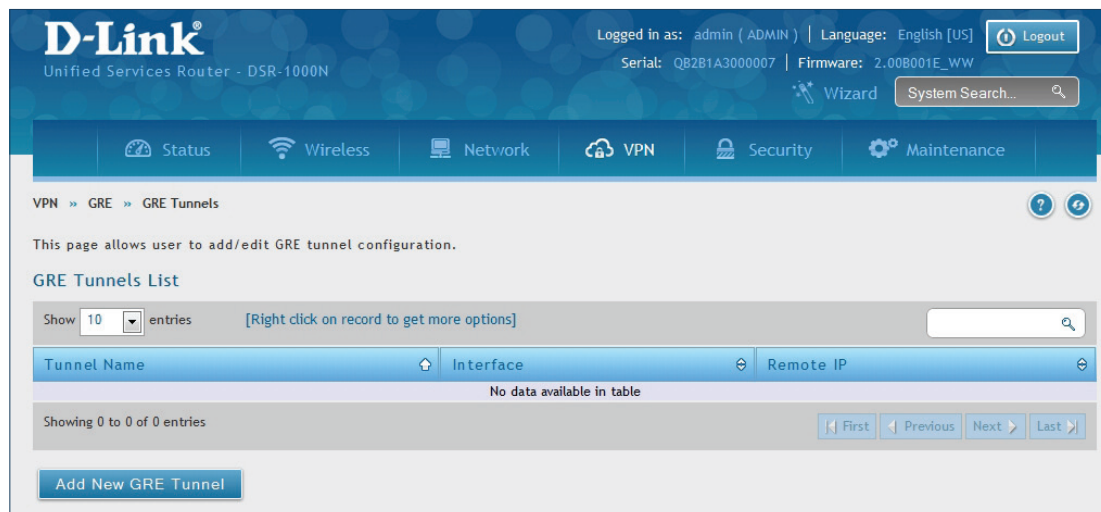 D-Link®
Unified Services Router - DSR-1000N
Logged in as: admin ( ADMIN ) | Language: English [US]
Logout
Serial: QB2B1A3000007 | Firmware: 2.00B001E_WW
Wizard
System Search...
Status
Wireless
Network
VPN
Security
Maintenance
VPN » GRE » GRE Tunnels
?
This page allows user to add/edit GRE tunnel configuration.
GRE Tunnels List
Show 10 entries [Right click on record to get more options]
Tunnel Name Interface Remote IP
No data available in table
Showing 0 to 0 of 0 entries
First Previous Next Last
Add New GRE Tunnel